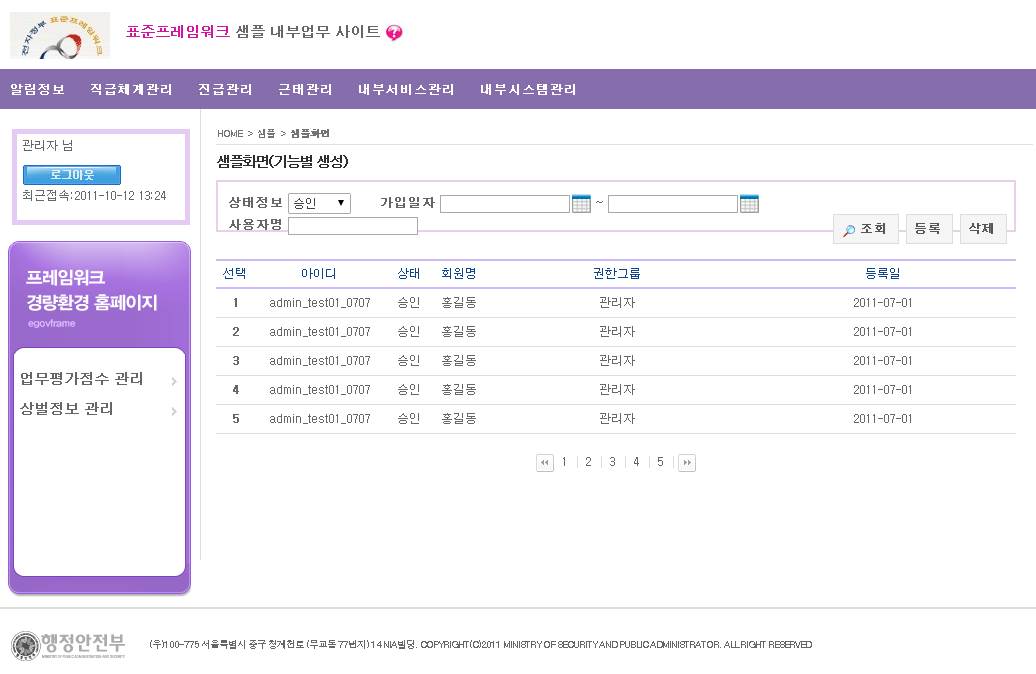 전자정부 표준프레임워크
표준프레임워크 샘플 내부업무 사이트 ?
알림정보 직급체계관리 진급관리 근태관리 내부서비스관리 내부시스템관리
관리자 님
로그아웃
최근접속:2011-10-12 13:24
프레임워크
경량환경 홈페이지
egovframe
업무평가점수 관리
상벌정보 관리
HOME > 샘플 > 샘플화면
샘플화면(기능별 생성)
상태정보 승인 ▼ 가입일자 ~
사용자명
조회 등록 삭제
선택 아이디 상태 회원명 권한그룹 등록일
1 admin_test01_0707 승인 홍길동 관리자 2011-07-01
2 admin_test01_0707 승인 홍길동 관리자 2011-07-01
3 admin_test01_0707 승인 홍길동 관리자 2011-07-01
4 admin_test01_0707 승인 홍길동 관리자 2011-07-01
5 admin_test01_0707 승인 홍길동 관리자 2011-07-01
1 2 3 4 5
행정안전부
(우)100-775 서울특별시 중구 청계천로 (무교동 77번지) 14 NIA빌딩. COPYRIGHT(C)2011 MINISTRY OF SECURITY AND PUBLIC ADMINISTRATOR. ALL RIGHT RESERVED